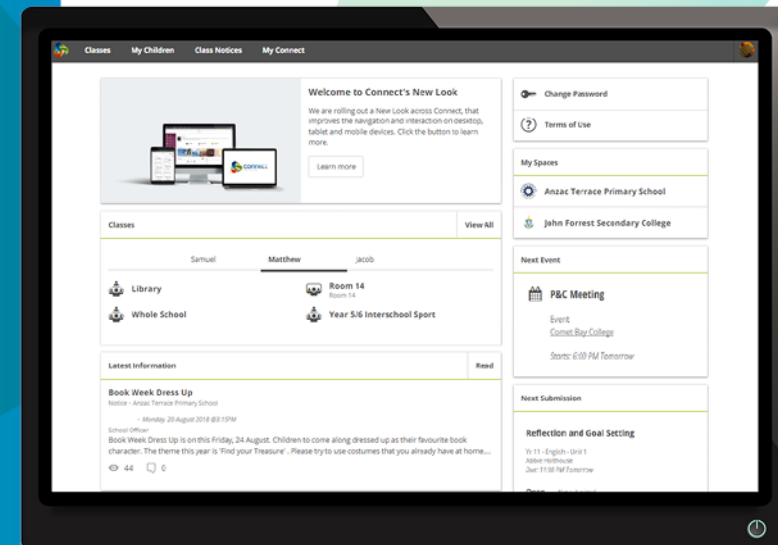 Classes My Children Class Notices My Connect
Welcome to Connect's New Look
We are rolling out a New Look across Connect, that
improves the navigation and interaction on desktop,
tablet and mobile devices. Click the button to learn
more.
Learn more
CONNECT
Classes View All
Samuel Matthew Jacob
Library
Room 14
Room 14
Whole School
Year 5/6 Interschool Sport
Latest Information Read
Book Week Dress Up
Notice - Anzac Terrace Primary School
- Monday 20 August 2018 @3:15PM
School Officer
Book Week Dress Up is on this Friday, 24 August. Children to come along dressed up as their favourite book
character. The theme this year is 'Find your Treasure' . Please try to use costumes that you already have at home....
44 0
Change Password
Terms of Use
My Spaces
Anzac Terrace Primary School
John Forrest Secondary College
Next Event
P&C Meeting
Event
Comet Bay College
Starts: 6:00 PM Tomorrow
Next Submission
Reflection and Goal Setting
Yr 11 - English - Unit 1
Abbie Holthouse
Due: 11:98 PM Tomorrow